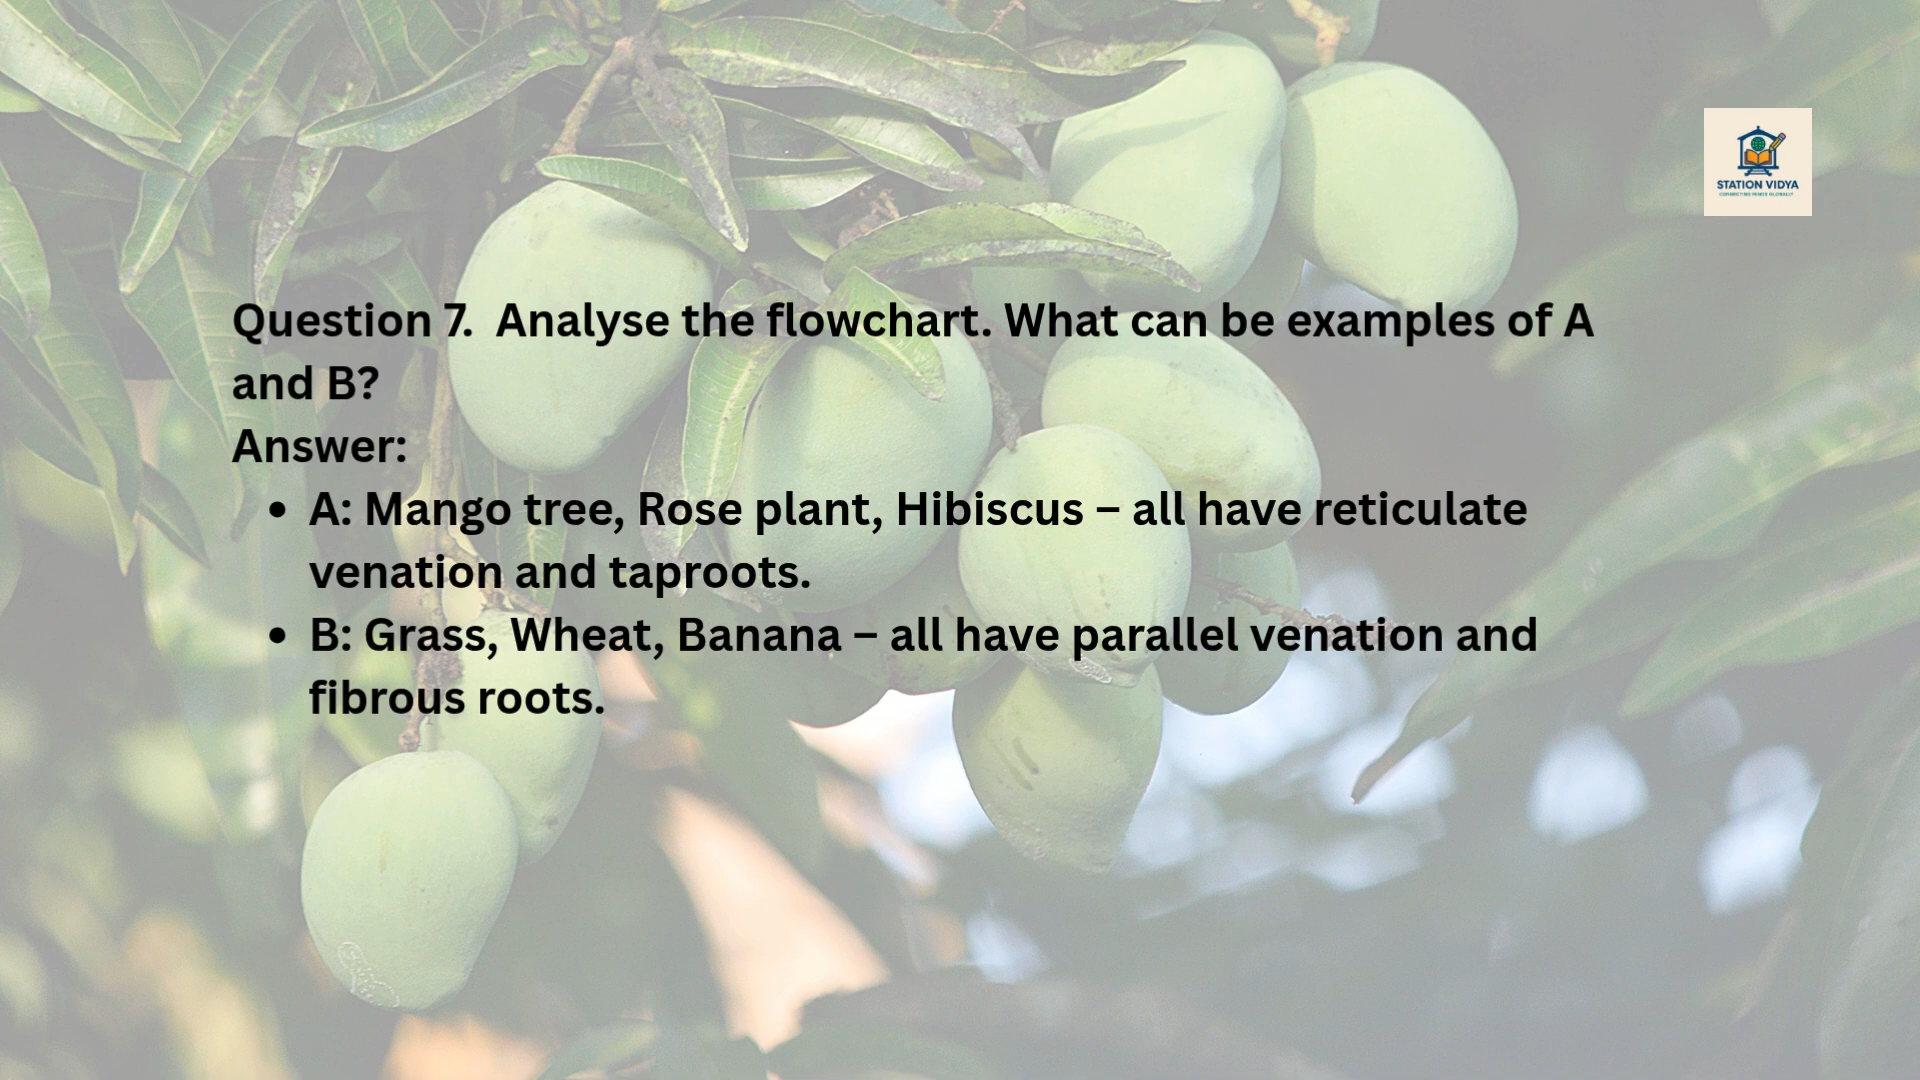 STATION VIDYA
Question 7.  Analyse the flowchart. What can be examples of A
and B?
Answer:
• A: Mango tree, Rose plant, Hibiscus – all have reticulate
venation and taproots.
• B: Grass, Wheat, Banana – all have parallel venation and
fibrous roots.